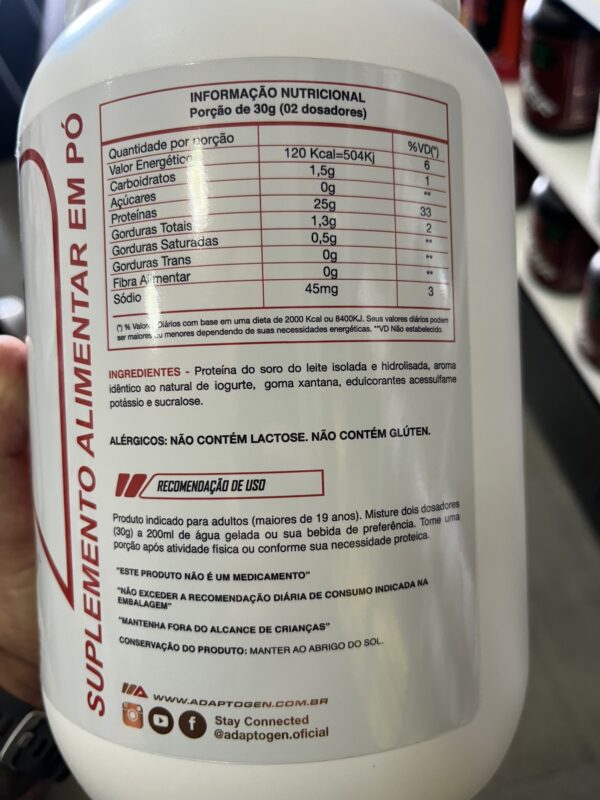 SUPLEMENTO ALIMENTAR EM PÓ
INFORMAÇÃO NUTRICIONAL
Porção de 30g (02 dosadores)
Quantidade por porção %VD(*)
Valor Energético 120 Kcal=504Kj 6
Carboidratos 1,5g 1
Açúcares 0g **
Proteínas 25g 33
Gorduras Totais 1,3g 2
Gorduras Saturadas 0,5g **
Gorduras Trans 0g **
Fibra Alimentar 0g **
Sódio 45mg 3
(*) % Valores Diários com base em uma dieta de 2000 Kcal ou 8400KJ. Seus valores diários podem
ser maiores ou menores dependendo de suas necessidades energéticas. **VD Não estabelecido.
INGREDIENTES - Proteína do soro do leite isolada e hidrolisada, aroma
idêntico ao natural de iogurte, goma xantana, edulcorantes acessulfame
potássio e sucralose.
ALÉRGICOS: NÃO CONTÉM LACTOSE. NÃO CONTÉM GLÚTEN.
RECOMENDAÇÃO DE USO
Produto indicado para adultos (maiores de 19 anos). Misture dois dosadores
(30g) a 200ml de água gelada ou sua bebida de preferência. Tome uma
porção após atividade física ou conforme sua necessidade proteica.
"ESTE PRODUTO NÃO É UM MEDICAMENTO"
"NÃO EXCEDER A RECOMENDAÇÃO DIÁRIA DE CONSUMO INDICADA NA
EMBALAGEM"
"MANTENHA FORA DO ALCANCE DE CRIANÇAS"
CONSERVAÇÃO DO PRODUTO: MANTER AO ABRIGO DO SOL.
WWW.ADAPTOGEN.COM.BR
Stay Connected
@adaptogen.oficial